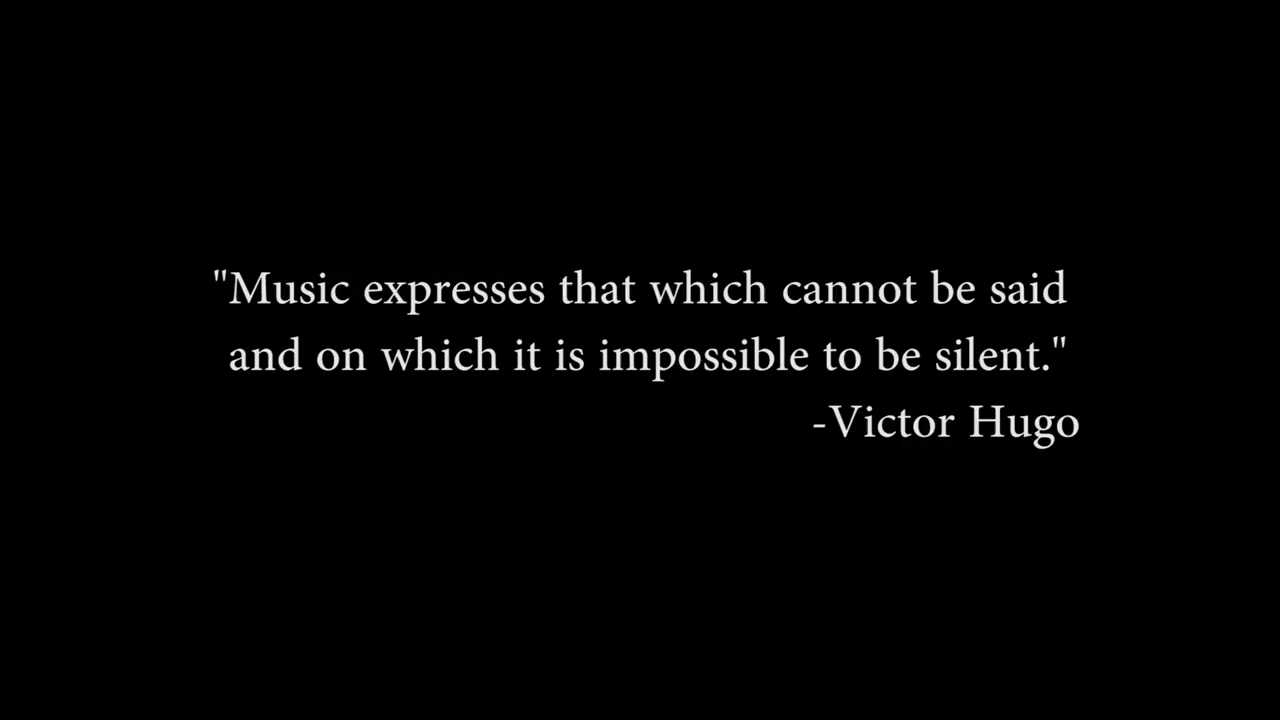 "Music expresses that which cannot be said
and on which it is impossible to be silent."
-Victor Hugo